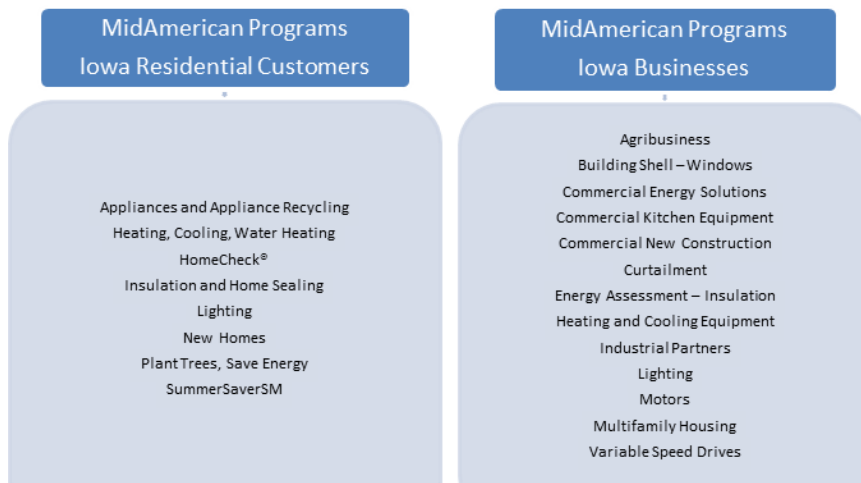 MidAmerican Programs
Iowa Residential Customers
Appliances and Appliance Recycling
Heating, Cooling, Water Heating
HomeCheck®
Insulation and Home Sealing
Lighting
New Homes
Plant Trees, Save Energy
SummerSaverSM
MidAmerican Programs
Iowa Businesses
Agribusiness
Building Shell – Windows
Commercial Energy Solutions
Commercial Kitchen Equipment
Commercial New Construction
Curtailment
Energy Assessment – Insulation
Heating and Cooling Equipment
Industrial Partners
Lighting
Motors
Multifamily Housing
Variable Speed Drives